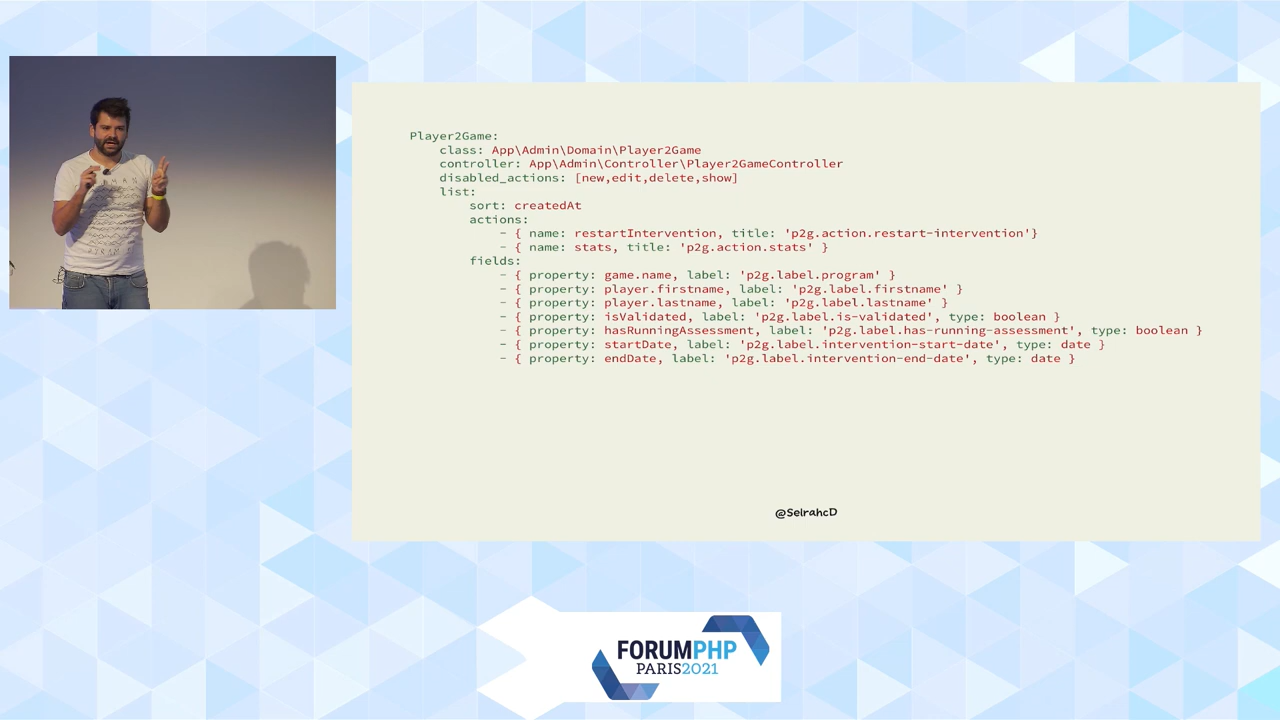 Player2Game:
class: App\Admin\Domain\Player2Game
controller: App\Admin\Controller\Player2GameController
disabled_actions: [new,edit,delete,show]
list:
sort: createdAt
actions:
- { name: restartIntervention, title: 'p2g.action.restart-intervention'}
- { name: stats, title: 'p2g.action.stats' }
fields:
- { property: game.name, label: 'p2g.label.program' }
- { property: player.firstname, label: 'p2g.label.firstname' }
- { property: player.lastname, label: 'p2g.label.lastname' }
- { property: isValidated, label: 'p2g.label.is-validated', type: boolean }
- { property: hasRunningAssessment, label: 'p2g.label.has-running-assessment', type: boolean }
- { property: startDate, label: 'p2g.label.intervention-start-date', type: date }
- { property: endDate, label: 'p2g.label.intervention-end-date', type: date }
@SelrahcD
FORUMPHP
PARIS2021